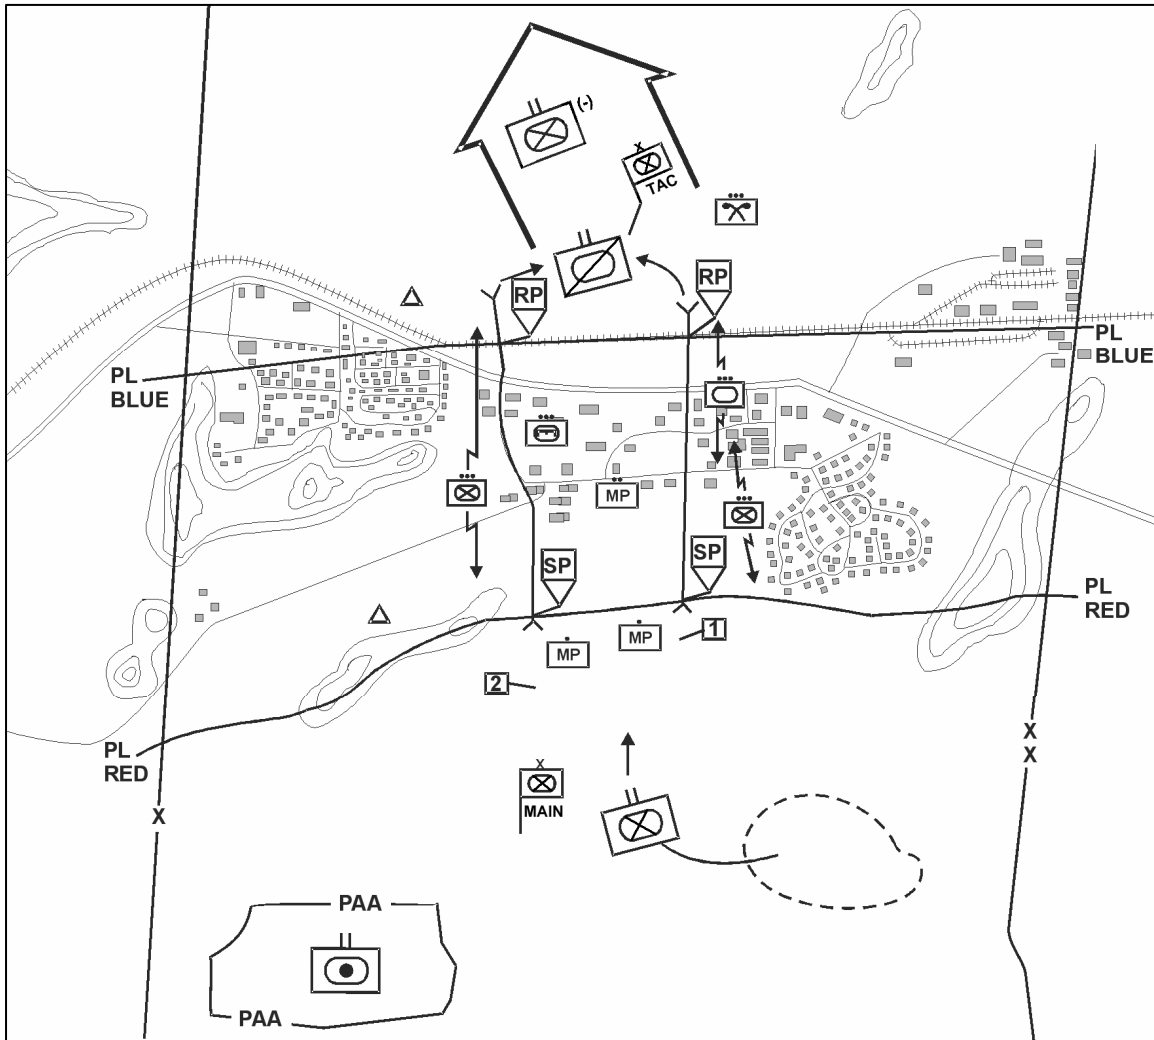 (-)
X
TAC
RP
RP
PL
BLUE
PL
BLUE
MP
SP
SP
PL
RED
1
MP
MP
2
PL
RED
X
X
X
MAIN
X
PAA
PAA